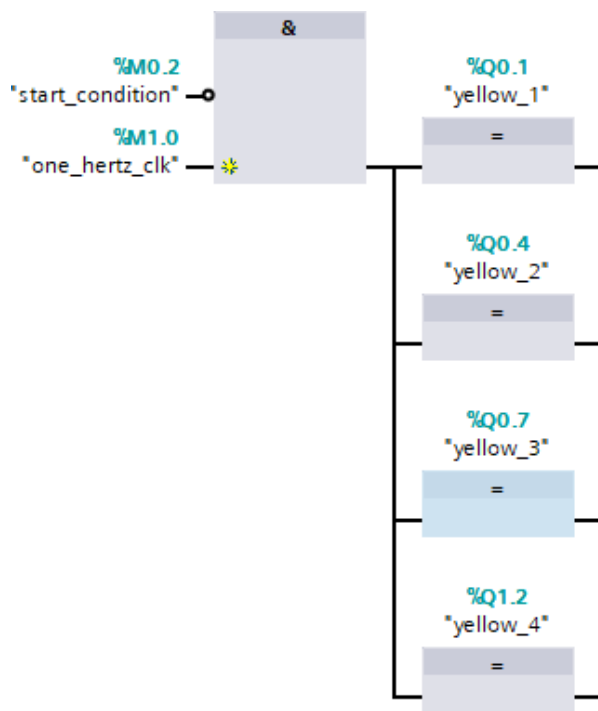 &
%M0.2
"start_condition"
%M1.0
"one_hertz_clk"
%Q0.1
"yellow_1"
=
%Q0.4
"yellow_2"
=
%Q0.7
"yellow_3"
=
%Q1.2
"yellow_4"
=